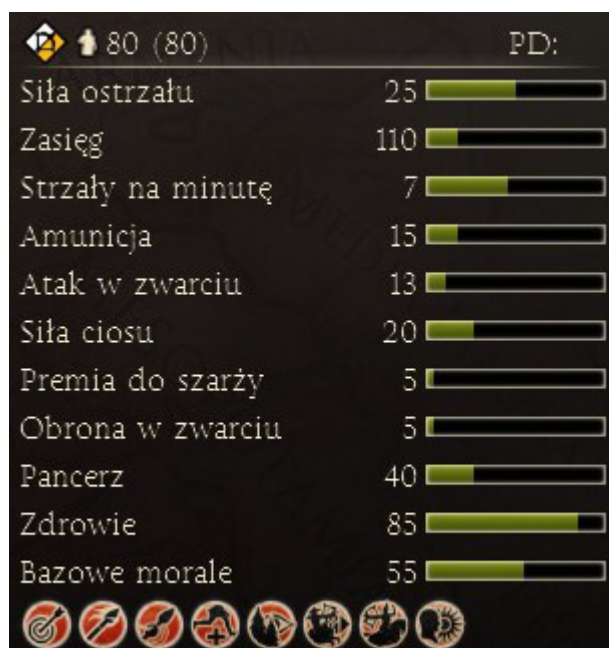 80 (80) PD:
Siła ostrzału 25
Zasięg 110
Strzały na minutę 7
Amunicja 15
Atak w zwarciu 13
Siła ciosu 20
Premia do szarży 5
Obrona w zwarciu 5
Pancerz 40
Zdrowie 85
Bazowe morale 55